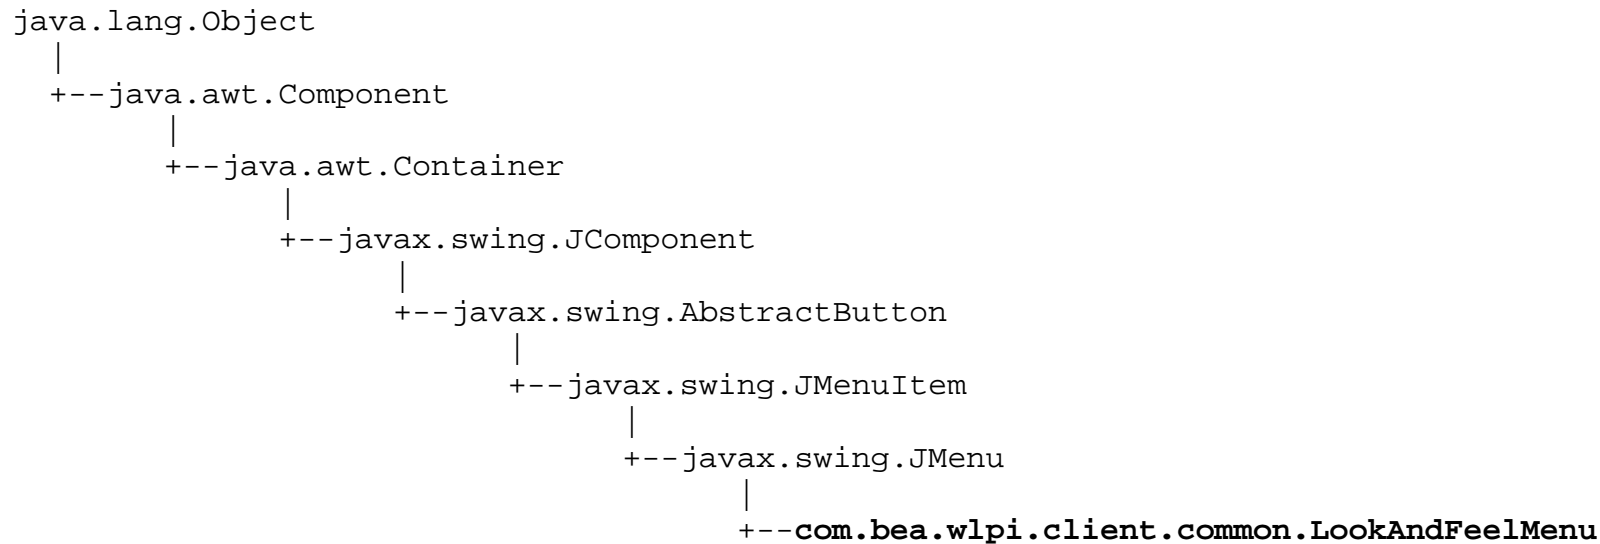 java.lang.Object
|
+--java.awt.Component
|
+--java.awt.Container
|
+--javax.swing.JComponent
|
+--javax.swing.AbstractButton
|
+--javax.swing.JMenuItem
|
+--javax.swing.JMenu
|
+--com.bea.wlpi.client.common.LookAndFeelMenu